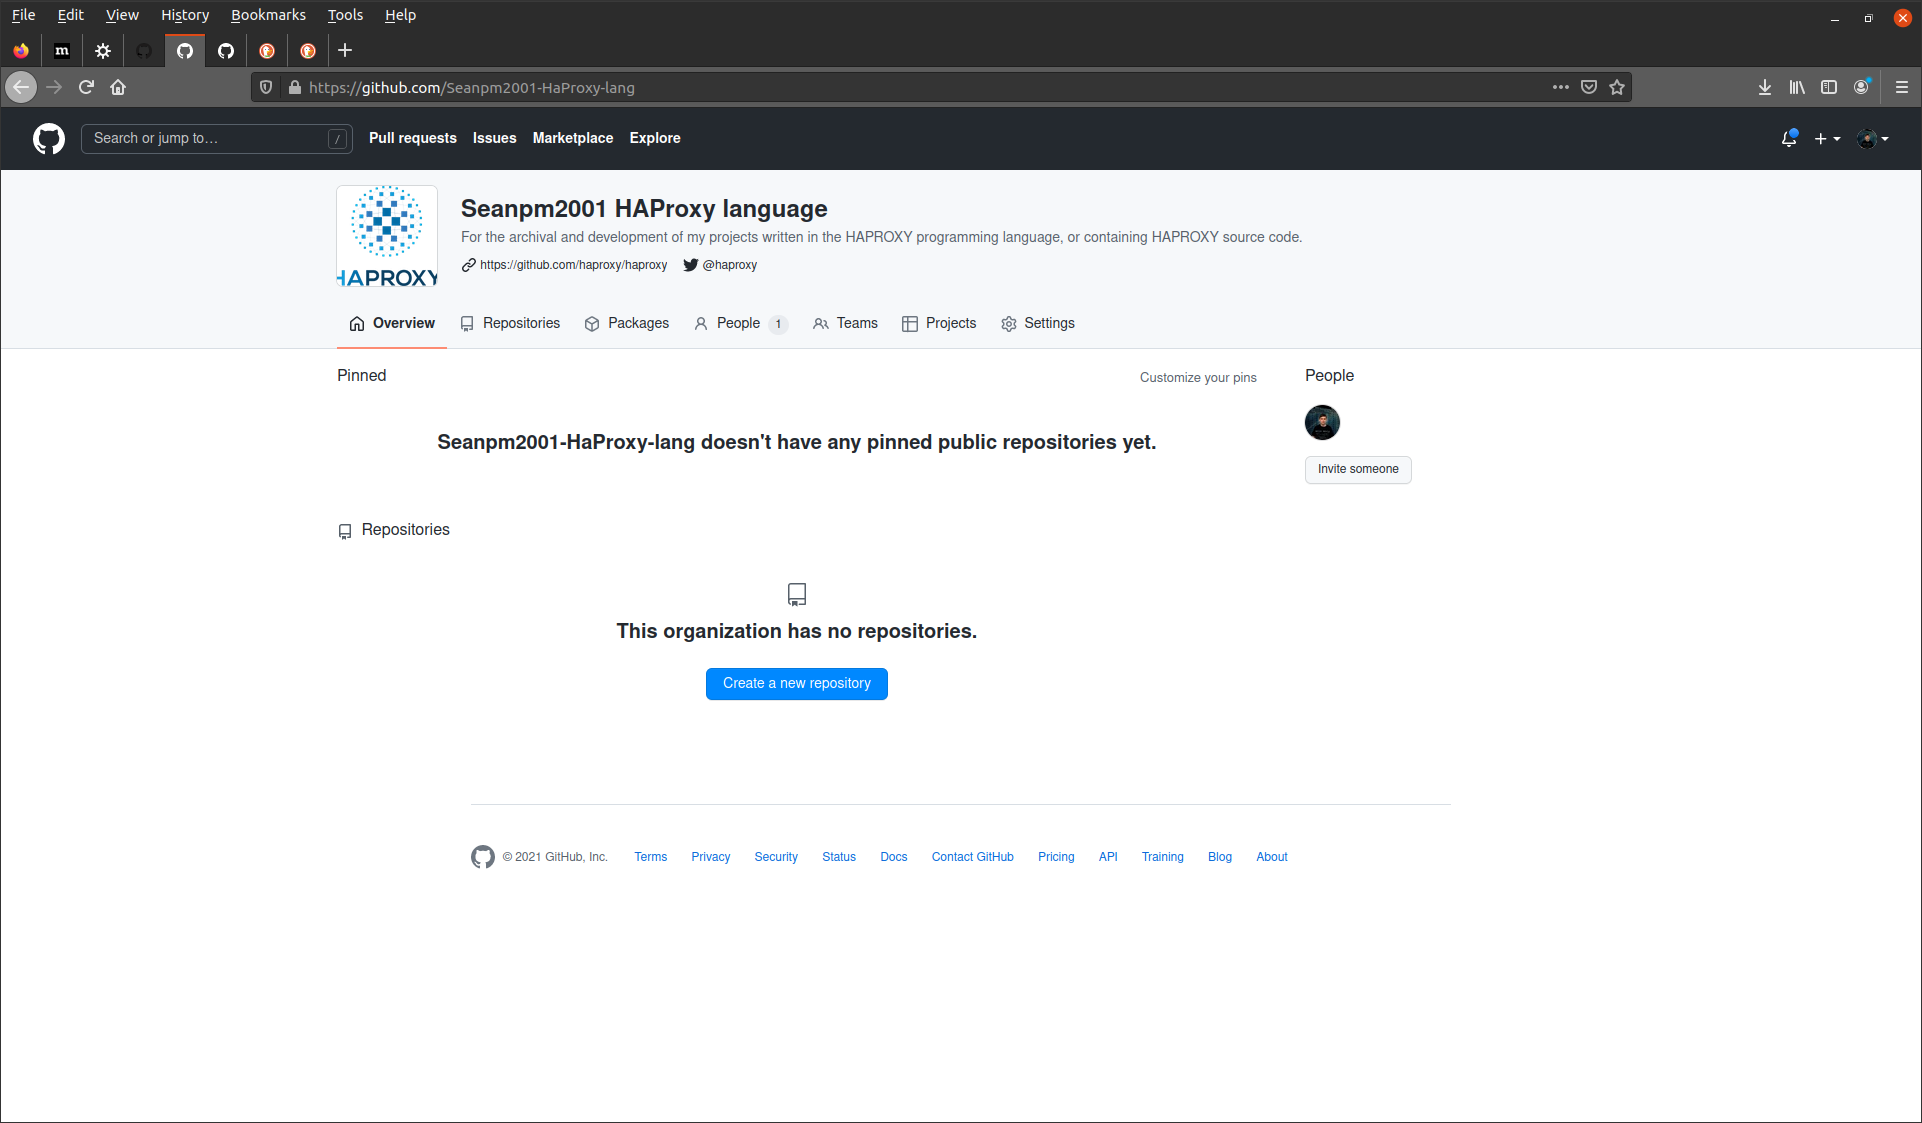 File Edit View History Bookmarks Tools Help
m
https://github.com/Seanpm2001-HaProxy-lang
Search or jump to… / Pull requests Issues Marketplace Explore
HAPROXY
Seanpm2001 HAProxy language
For the archival and development of my projects written in the HAPROXY programming language, or containing HAPROXY source code.
https://github.com/haproxy/haproxy @haproxy
Overview Repositories Packages People 1 Teams Projects Settings
Pinned Customize your pins People
Seanpm2001-HaProxy-lang doesn't have any pinned public repositories yet.
Invite someone
Repositories
This organization has no repositories.
Create a new repository
© 2021 GitHub, Inc. Terms Privacy Security Status Docs Contact GitHub Pricing API Training Blog About